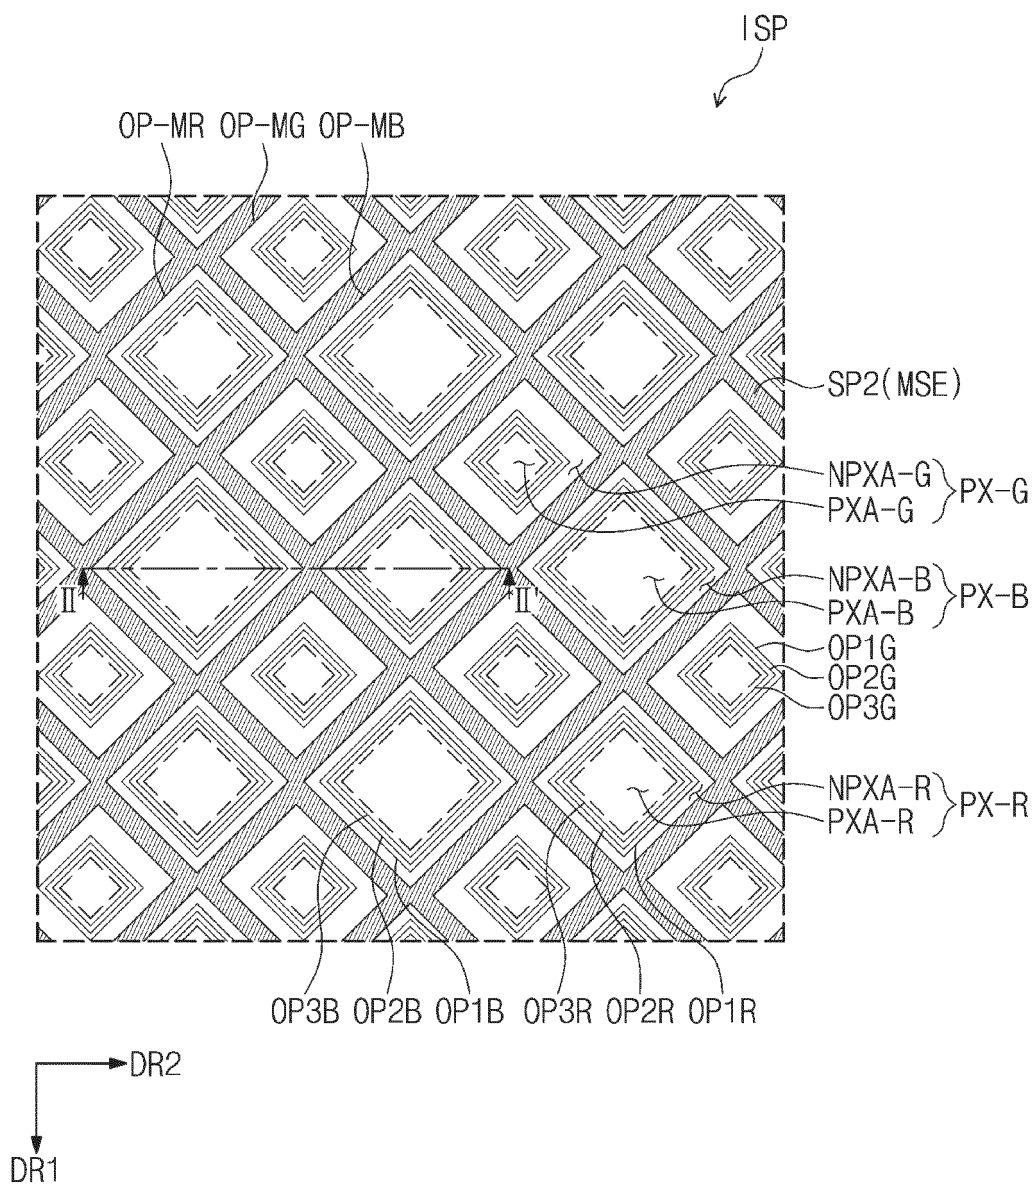 ISP
OP-MR OP-MG OP-MB
SP2(MSE)
NPXA-G
PXA-G
PX-G
NPXA-B
PXA-B
PX-B
II II'
OP1G
OP2G
OP3G
NPXA-R
PXA-R
PX-R
OP3B OP2B OP1B OP3R OP2R OP1R
DR2
DR1